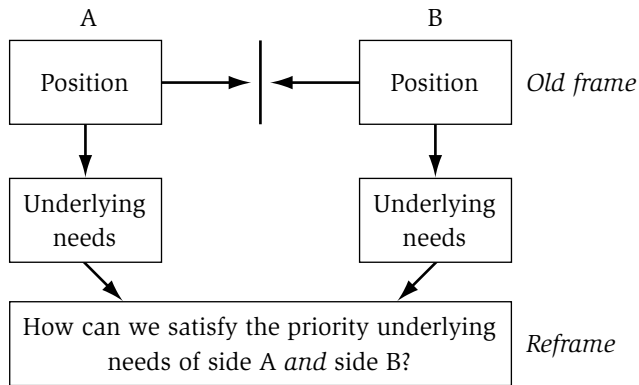 A
B
Position
Position
Old frame
Underlying
needs
Underlying
needs
How can we satisfy the priority underlying
needs of side A and side B?
Reframe